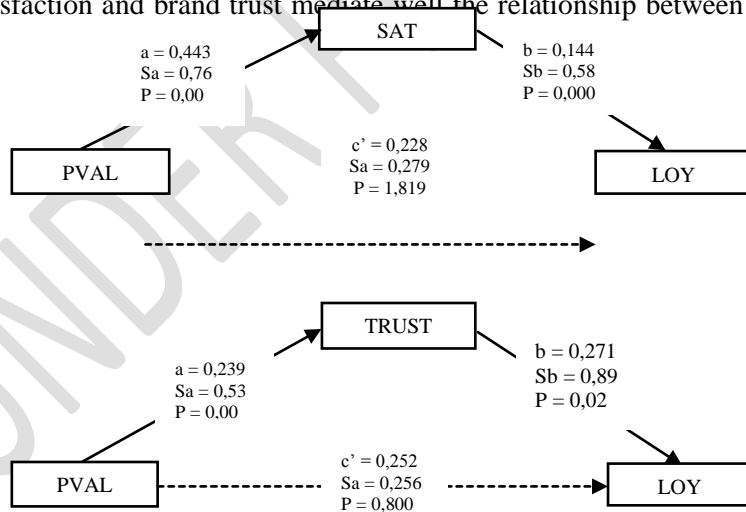 sfaction and brand trust mediate well the relationship between
SAT
a = 0,443
Sa = 0,76
P = 0,00
b = 0,144
Sb = 0,58
P = 0,000
PVAL
c' = 0,228
Sa = 0,279
P = 1,819
LOY
TRUST
a = 0,239
Sa = 0,53
P = 0,00
b = 0,271
Sb = 0,89
P = 0,02
PVAL
c' = 0,252
Sa = 0,256
P = 0,800
LOY
UNDER